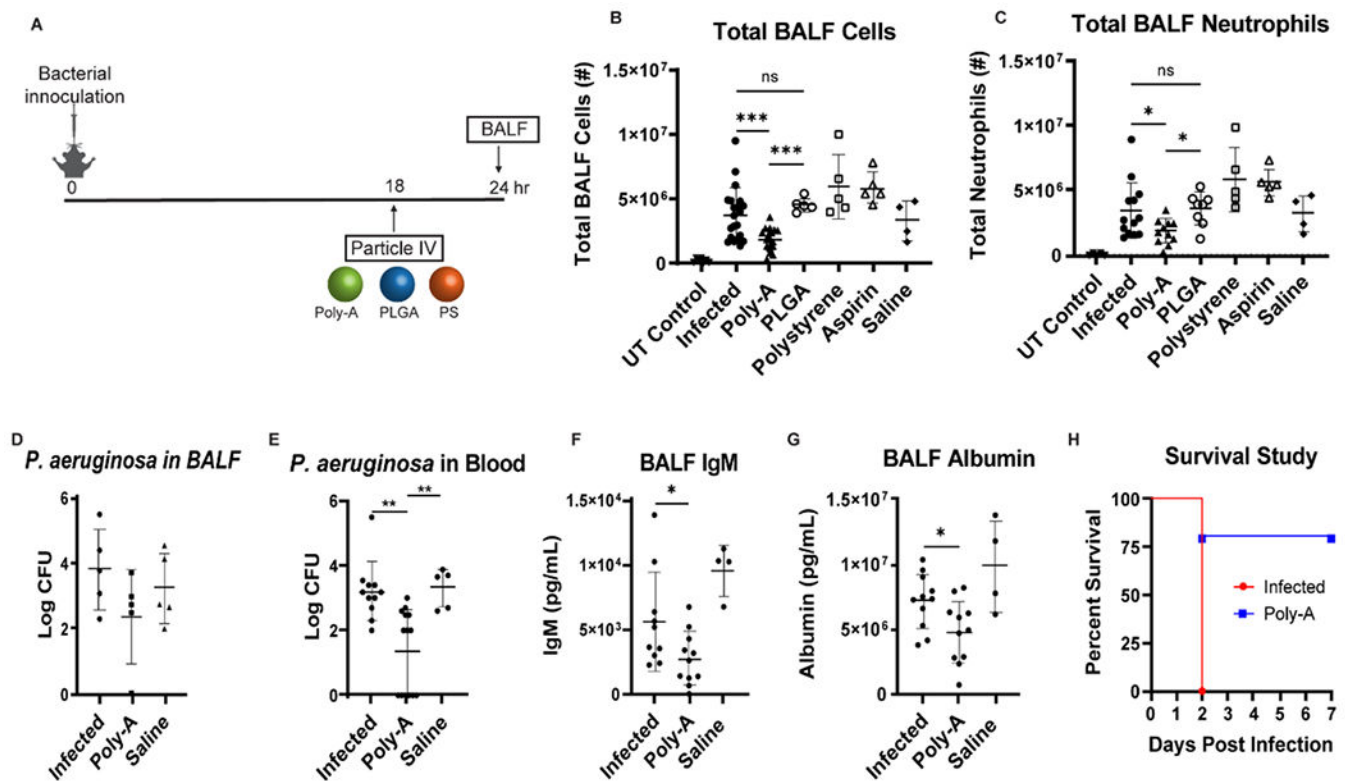 A
Bacterial
innoculation
BALF
0
18
24 hr
Particle IV
Poly-A
PLGA
PS
B
Total BALF Cells
Total BALF Cells (#)
1.5×10⁷
1×10⁷
5×10⁶
0
ns
***
***
UT Control
Infected
Poly-A
PLGA
Polystyrene
Aspirin
Saline
C
Total BALF Neutrophils
Total Neutrophils (#)
1.5×10⁷
1×10⁷
5×10⁶
0
ns
*
*
UT Control
Infected
Poly-A
PLGA
Polystyrene
Aspirin
Saline
D
P. aeruginosa in BALF
Log CFU
6
4
2
0
Infected
Poly-A
Saline
E
P. aeruginosa in Blood
Log CFU
6
4
2
0
**
**
Infected
Poly-A
Saline
F
BALF IgM
IgM (pg/mL)
1.5×10⁴
1×10⁴
5×10³
0
*
Infected
Poly-A
Saline
G
BALF Albumin
Albumin (pg/mL)
1.5×10⁷
1×10⁷
5×10⁶
0
*
Infected
Poly-A
Saline
H
Survival Study
Percent Survival
100
75
50
25
0
Infected
Poly-A
0 1 2 3 4 5 6 7
Days Post Infection